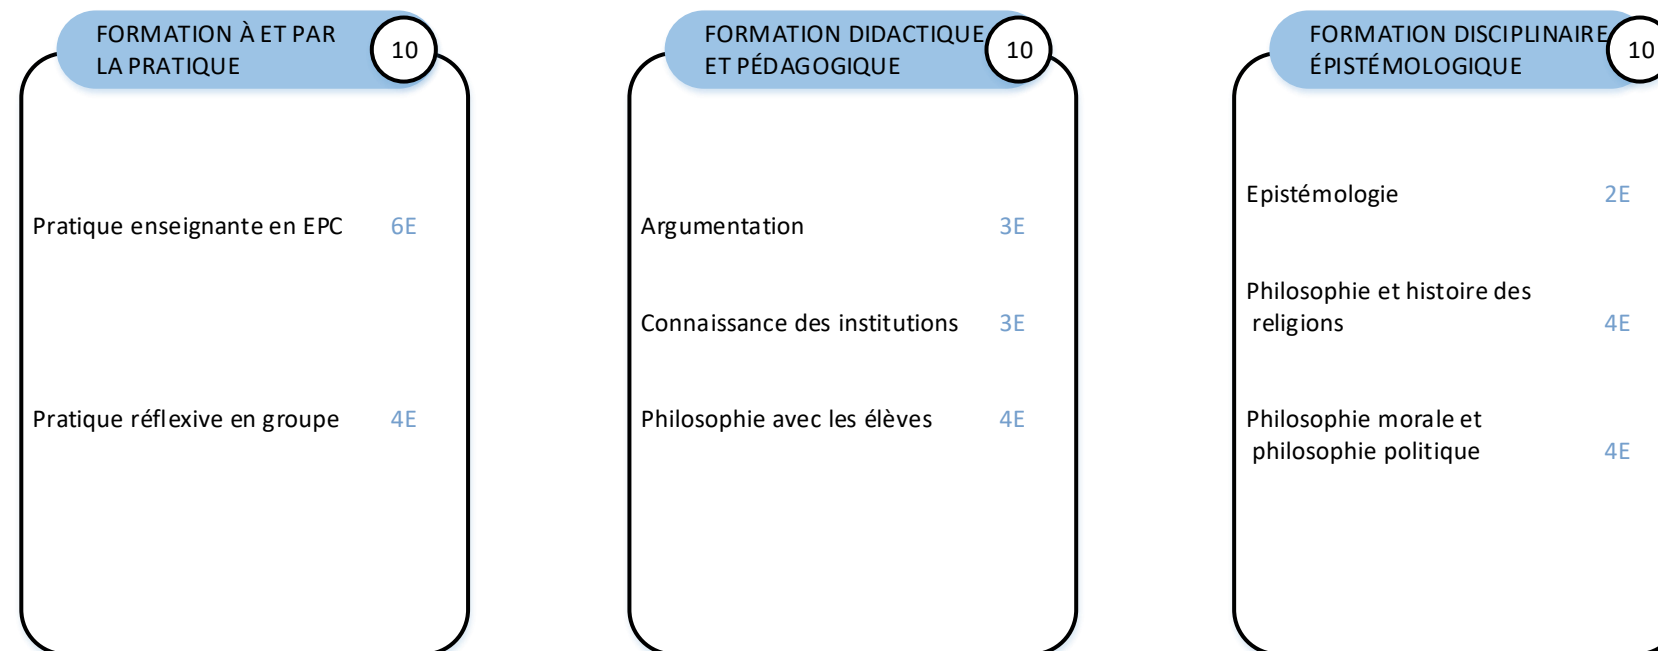 FORMATION À ET PAR
LA PRATIQUE
10
Pratique enseignante en EPC 6E
Pratique réflexive en groupe 4E
FORMATION DIDACTIQUE
ET PÉDAGOGIQUE
10
Argumentation 3E
Connaissance des institutions 3E
Philosophie avec les élèves 4E
FORMATION DISCIPLINAIRE
ÉPISTÉMOLOGIQUE
10
Epistémologie 2E
Philosophie et histoire des
religions 4E
Philosophie morale et
philosophie politique 4E